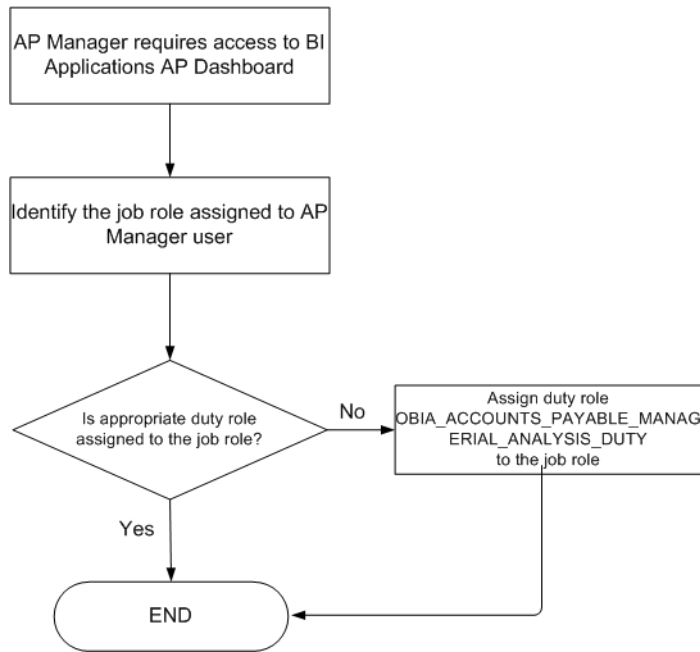 AP Manager requires access to BI
Applications AP Dashboard
Identify the job role assigned to AP
Manager user
Is appropriate duty role
assigned to the job role?
No
Assign duty role
OBIA_ACCOUNTS_PAYABLE_MANAG
ERIAL_ANALYSIS_DUTY
to the job role
Yes
END